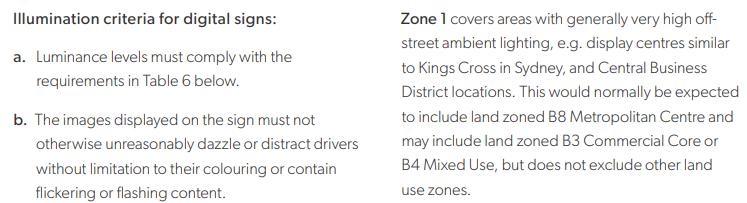 Illumination criteria for digital signs:
a. Luminance levels must comply with the
requirements in Table 6 below.
b. The images displayed on the sign must not
otherwise unreasonably dazzle or distract drivers
without limitation to their colouring or contain
flickering or flashing content.
Zone 1 covers areas with generally very high off-
street ambient lighting, e.g. display centres similar
to Kings Cross in Sydney, and Central Business
District locations. This would normally be expected
to include land zoned B8 Metropolitan Centre and
may include land zoned B3 Commercial Core or
B4 Mixed Use, but does not exclude other land
use zones.